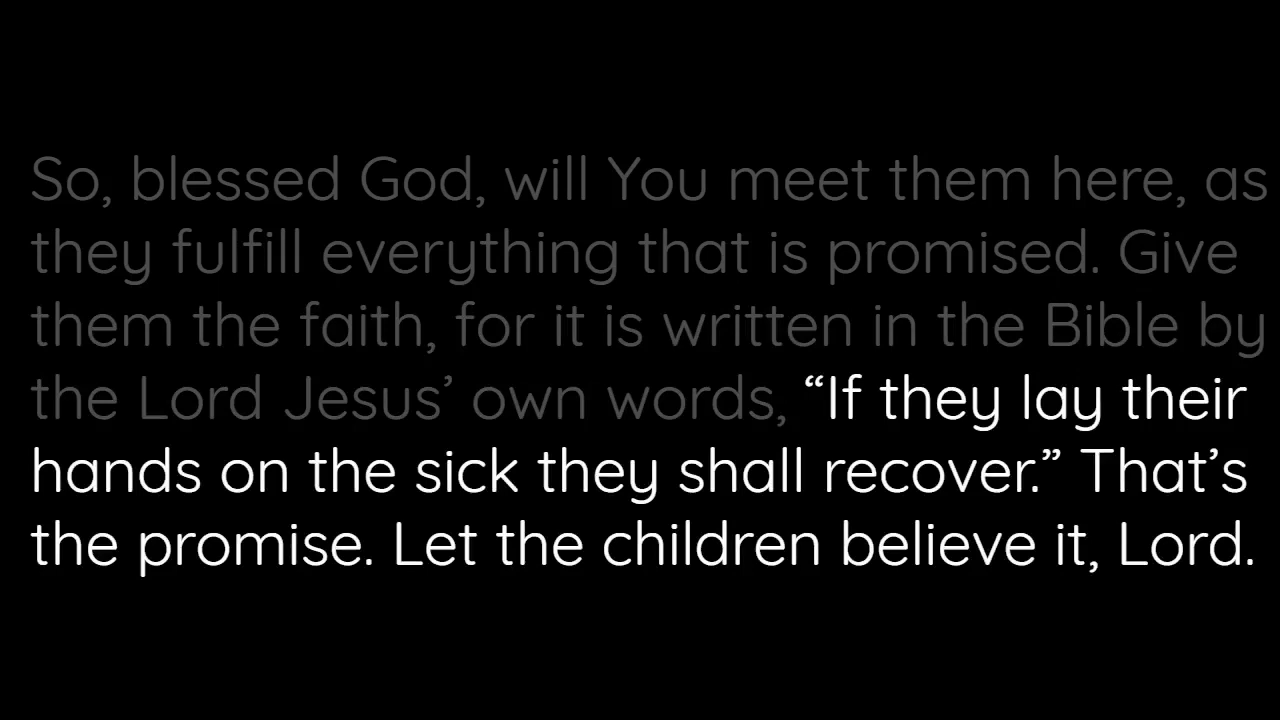 So, blessed God, will You meet them here, as
they fulfill everything that is promised. Give
them the faith, for it is written in the Bible by
the Lord Jesus’ own words, “If they lay their
hands on the sick they shall recover.” That’s
the promise. Let the children believe it, Lord.